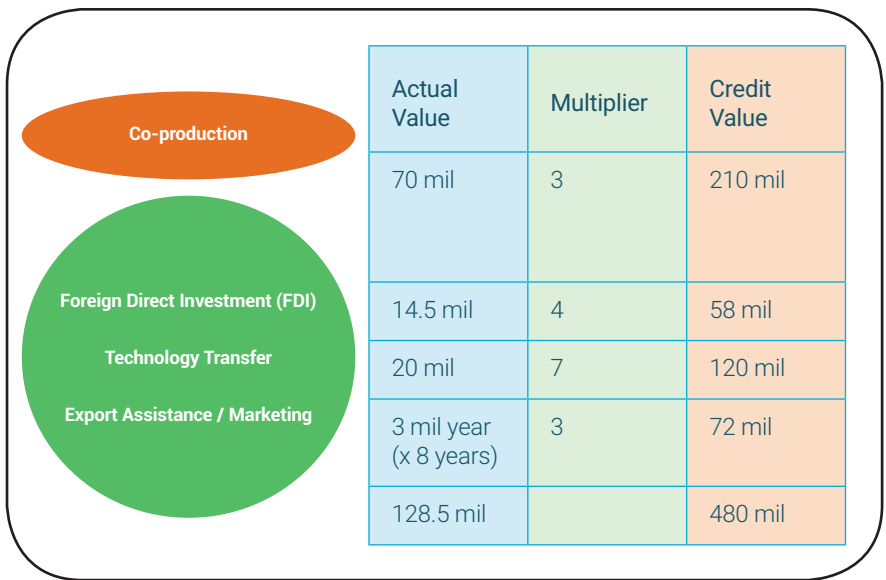 Co-production
Foreign Direct Investment (FDI)
Technology Transfer
Export Assistance / Marketing
Actual
Value
Multiplier
Credit
Value
70 mil
3
210 mil
14.5 mil
4
58 mil
20 mil
7
120 mil
3 mil year
(x 8 years)
3
72 mil
128.5 mil
480 mil